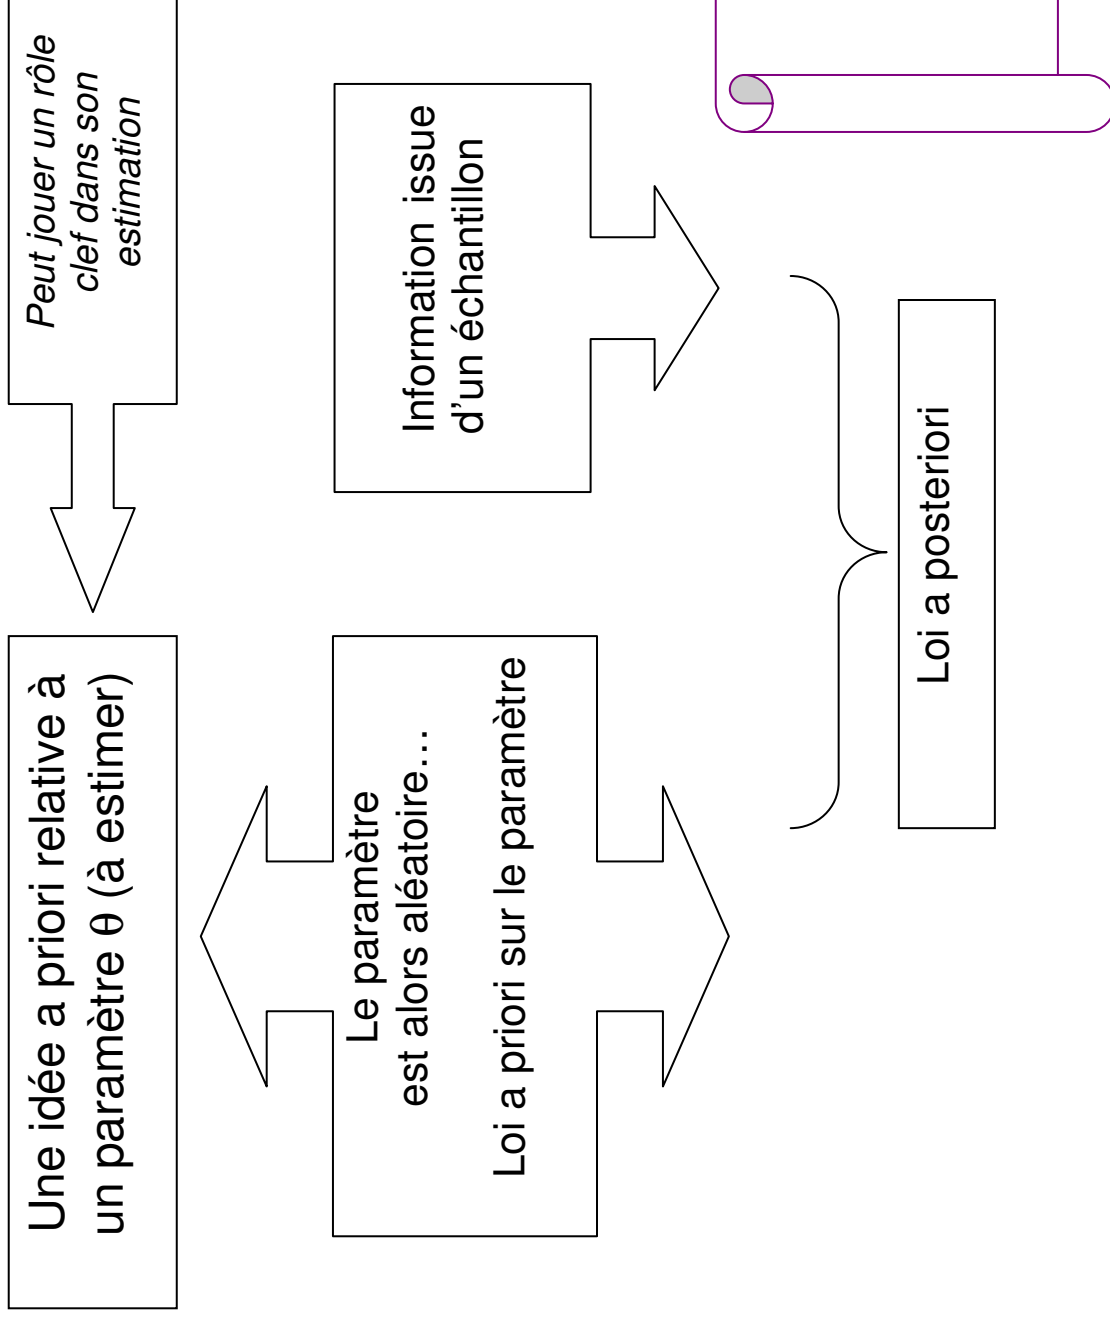 Une idée a priori relative à
un paramètre θ (à estimer)
Peut jouer un rôle
clef dans son
estimation
Le paramètre
est alors aléatoire…
Loi a priori sur le paramètre
Information issue
d'un échantillon
Loi a posteriori